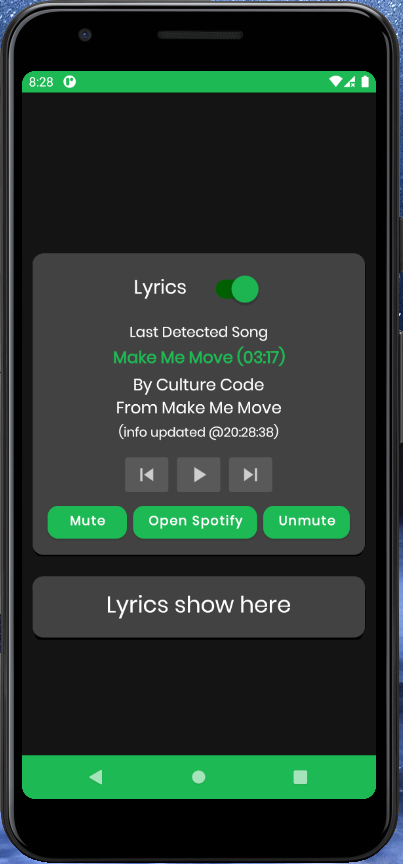 8:28
Lyrics
Last Detected Song
Make Me Move (03:17)
By Culture Code
From Make Me Move
(info updated @20:28:38)
Mute Open Spotify Unmute
Lyrics show here